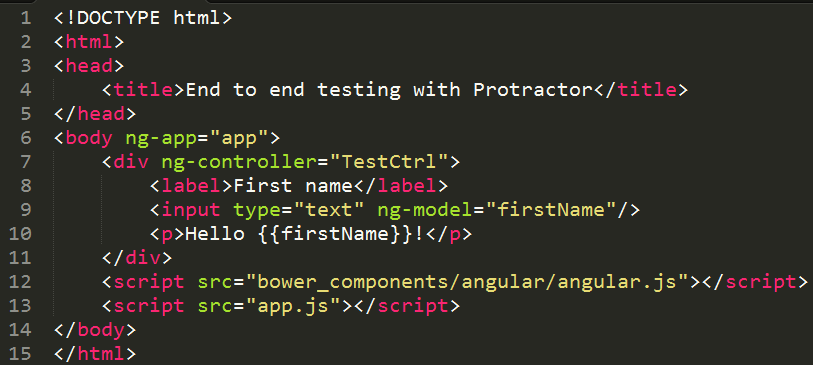 1 <!DOCTYPE html>
2 <html>
3 <head>
4     <title>End to end testing with Protractor</title>
5 </head>
6 <body ng-app="app">
7     <div ng-controller="TestCtrl">
8         <label>First name</label>
9         <input type="text" ng-model="firstName"/>
10         <p>Hello {{firstName}}!</p>
11     </div>
12     <script src="bower_components/angular/angular.js"></script>
13     <script src="app.js"></script>
14 </body>
15 </html>